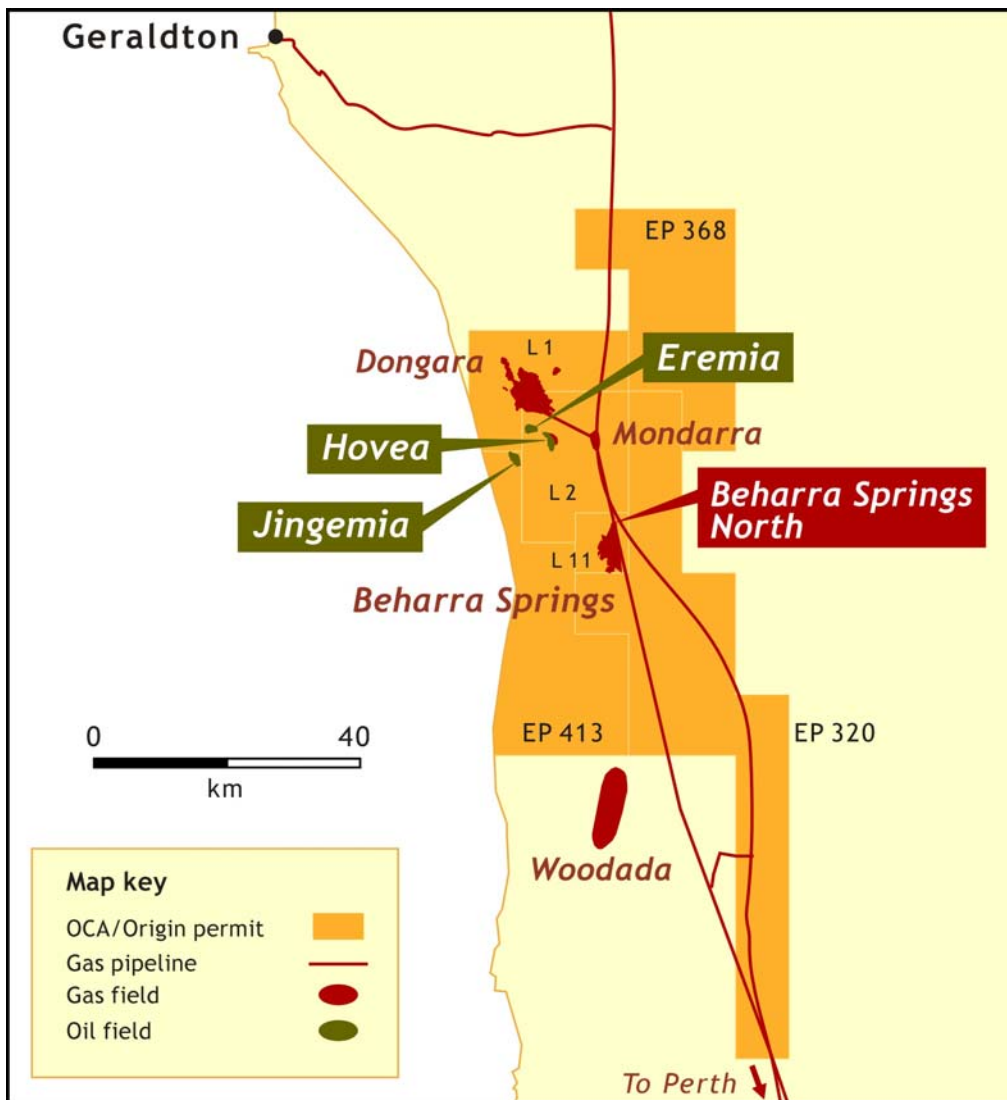 Geraldton
EP 368
L 1
Dongara
Eremia
Hovea
Mondarra
Jingemia
L 2
Beharra Springs
North
L 11
Beharra Springs
0 40
km
EP 413
EP 320
Woodada
Map key
OCA/Origin permit
Gas pipeline
Gas field
Oil field
To Perth